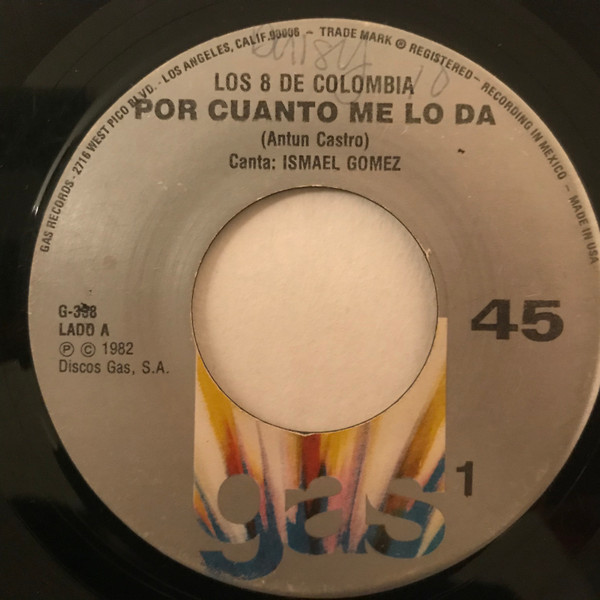 GAS RECORDS - 2716 WEST PICO BLVD. - LOS ANGELES, CALIF. 90006 - TRADE MARK ® REGISTERED - RECORDING IN MEXICO - MADE IN USA
LOS 8 DE COLOMBIA
POR CUANTO ME LO DA
(Antun Castro)
Canta: ISMAEL GOMEZ
G-398
LADO A
Ⓟ © 1982
Discos Gas, S.A.
45
gas
1